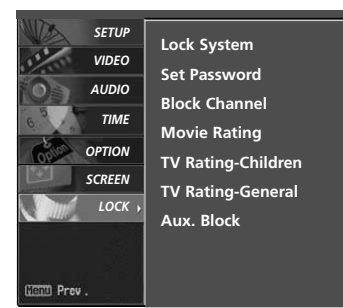 SETUP
VIDEO
AUDIO
TIME
OPTION
SCREEN
LOCK
Menu Prev.
Lock System
Set Password
Block Channel
Movie Rating
TV Rating-Children
TV Rating-General
Aux. Block